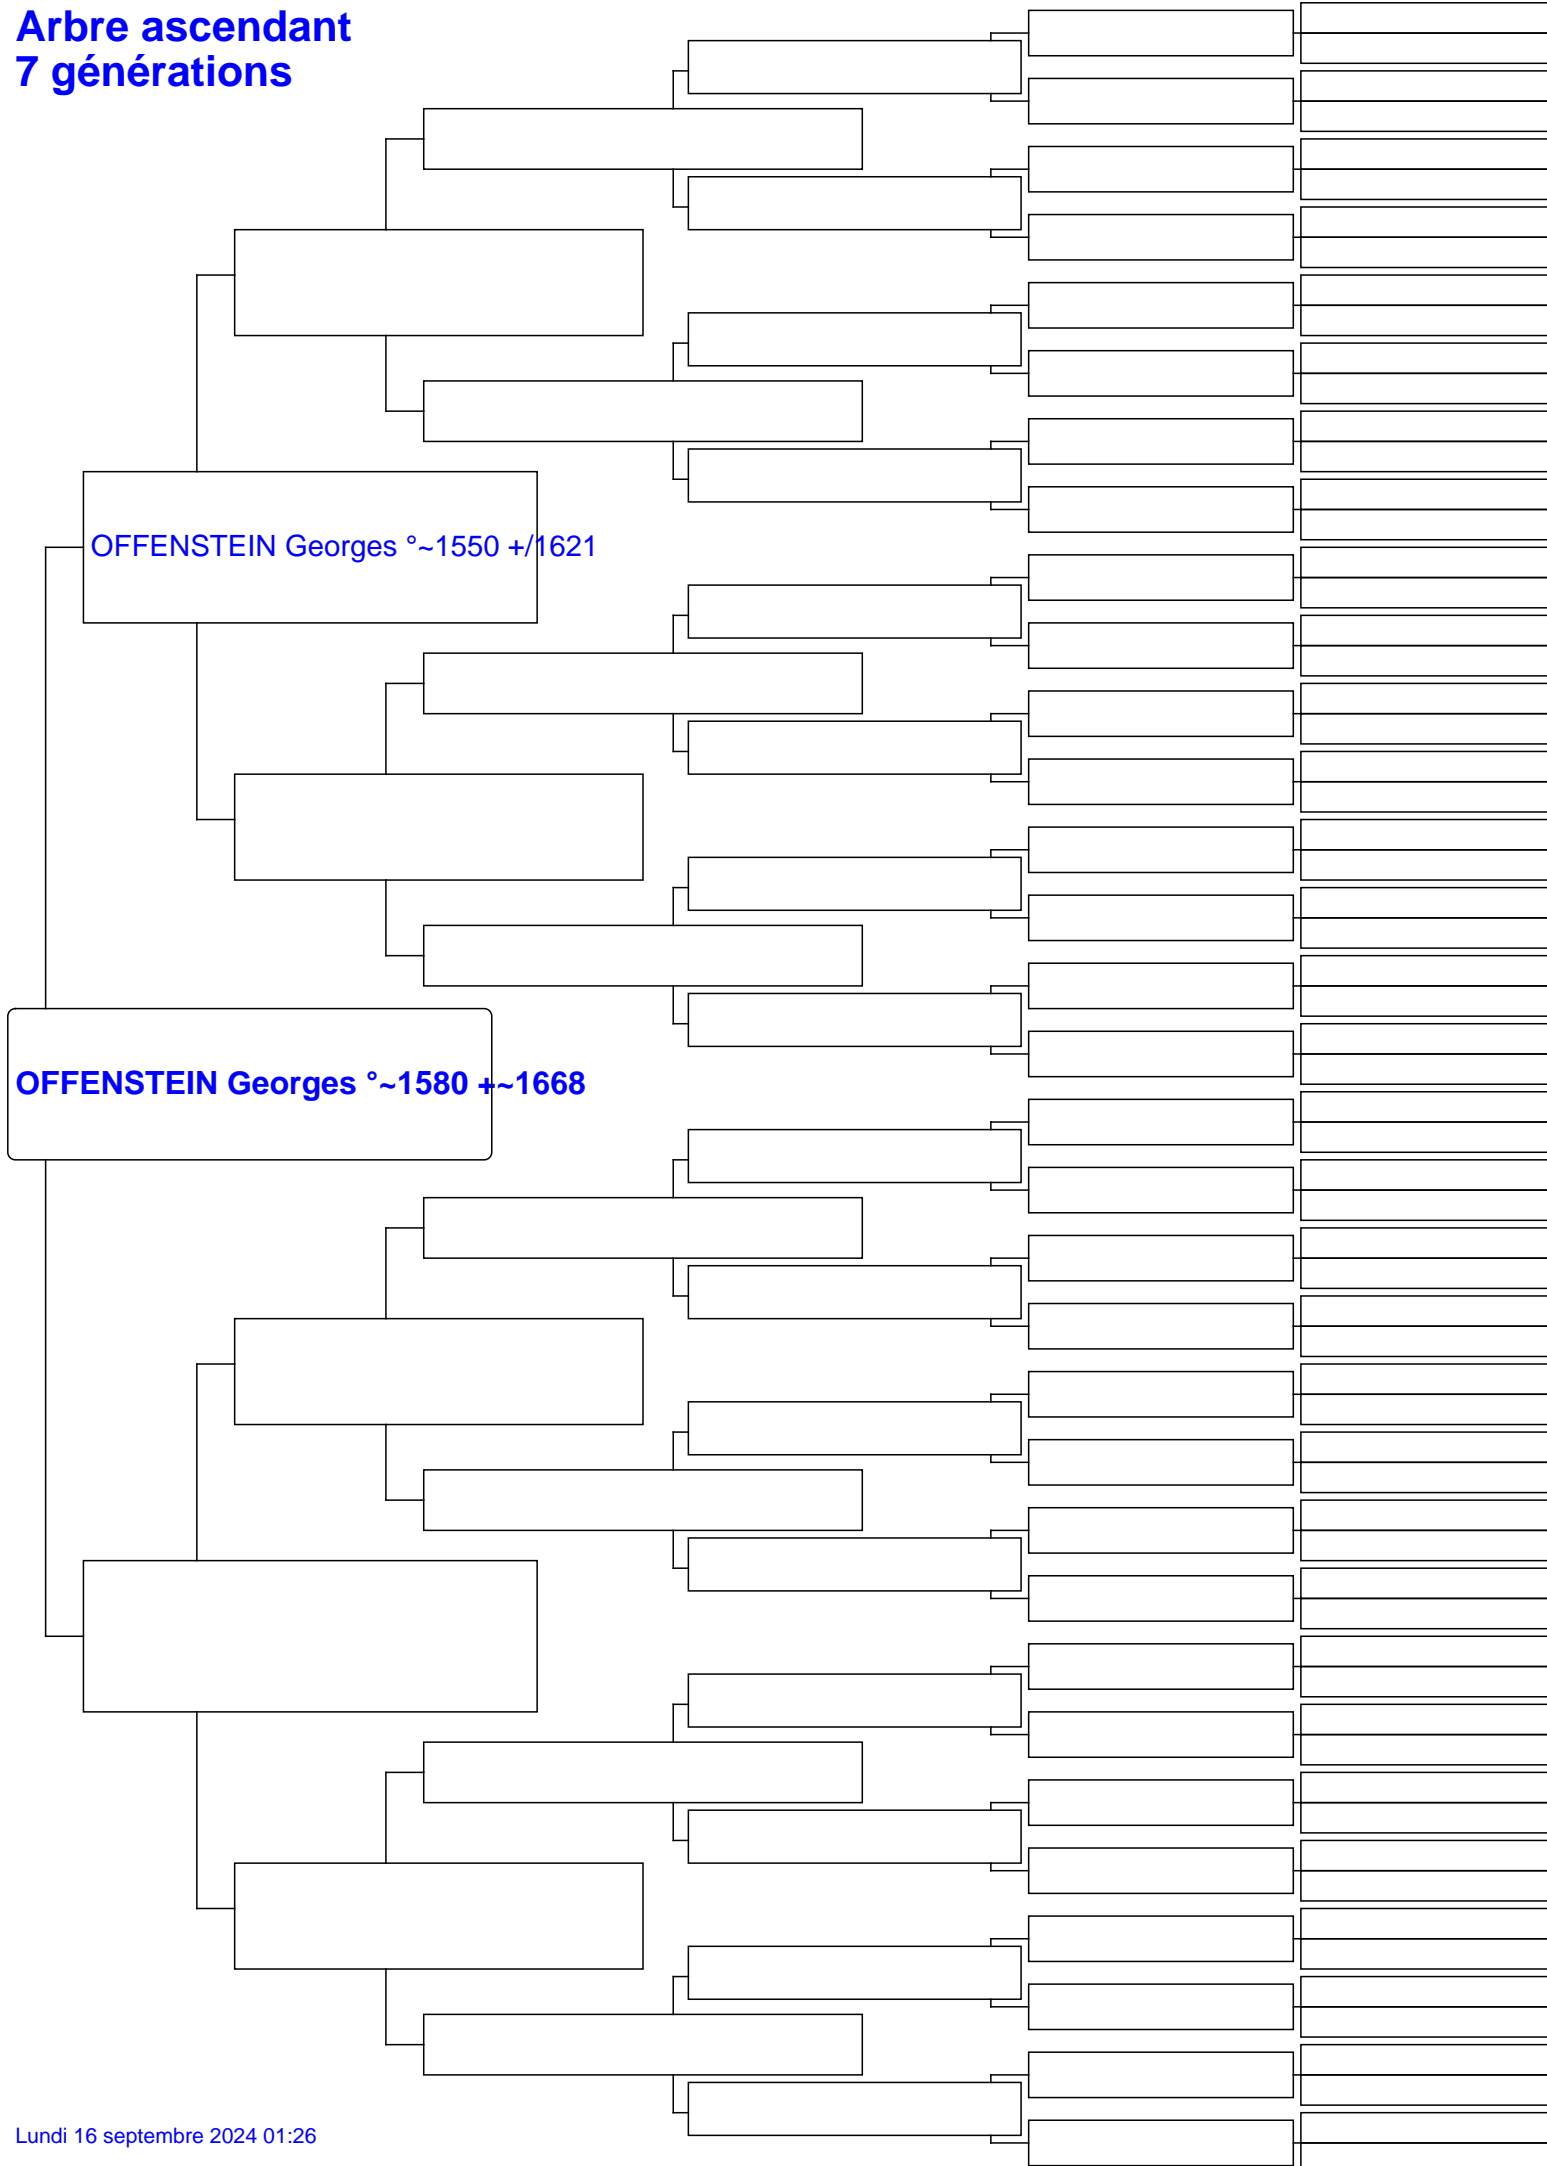 Arbre ascendant
7 générations
OFFENSTEIN Georges °~1550 +/1621
OFFENSTEIN Georges °~1580 +~1668
Lundi 16 septembre 2024 01:26